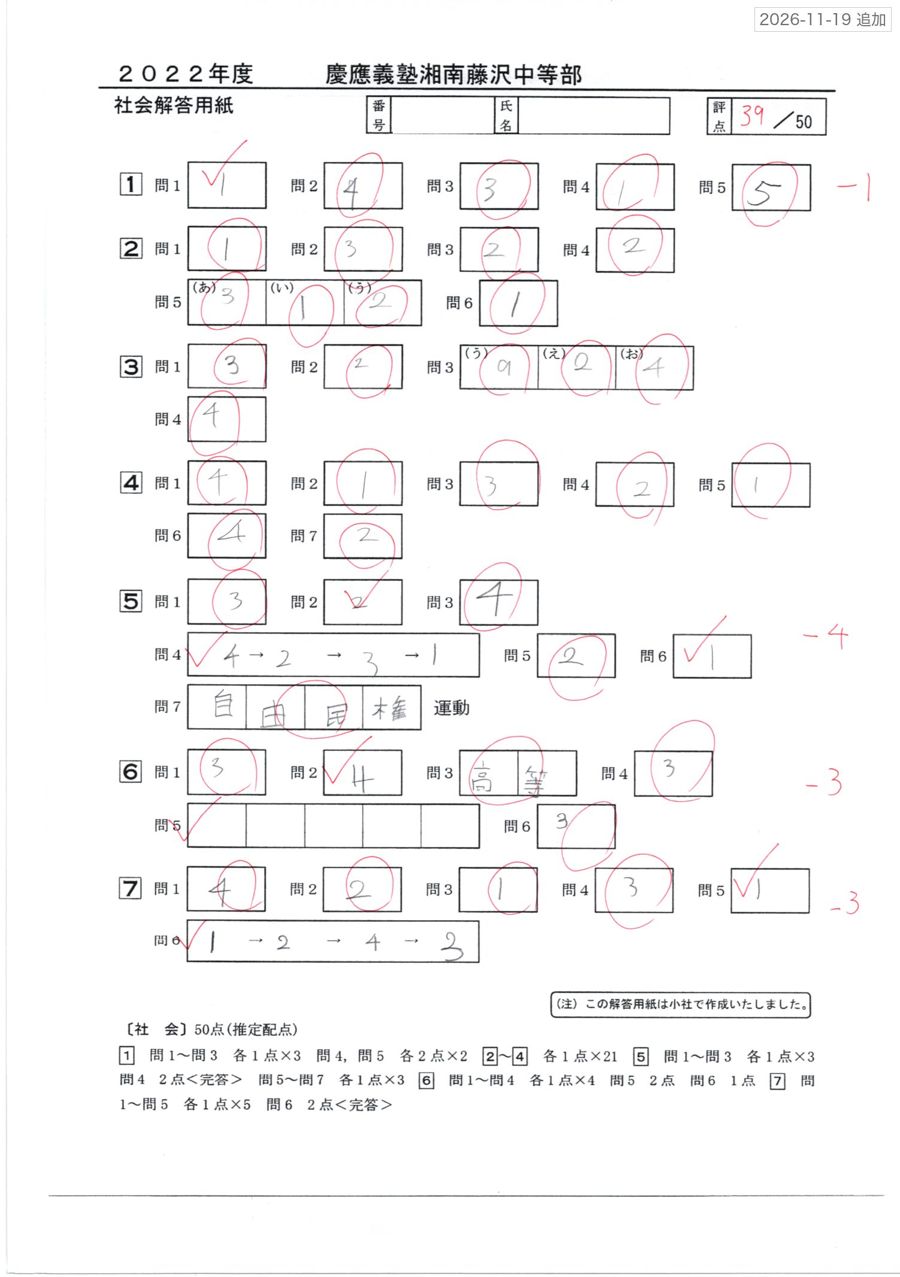 2026-11-19 追加
２０２２年度 慶應義塾湘南藤沢中等部
社会解答用紙 番号 氏名 評点 39／50
1 問1 1 問2 4 問3 3 問4 1 問5 5 -1
2 問1 1 問2 3 問3 2 問4 2
問5 (あ) 3 (い) 1 (う) 2 問6 1
3 問1 3 問2 2 問3 (う) 9 (え) 2 (お) 4
問4 4
4 問1 4 問2 1 問3 3 問4 2 問5 1
問6 4 問7 2
5 問1 3 問2 2 問3 4
問4 4 → 2 → 3 → 1 問5 2 問6 1 -4
問7 自由民権 運動
6 問1 3 問2 4 問3 高等 問4 3 -3
問5 問6 3
7 問1 4 問2 2 問3 1 問4 3 問5 1 -3
問6 1 → 2 → 4 → 3
（注）この解答用紙は小社で作成いたしました。
〔社　会〕50点(推定配点)
1 問1～問3 各1点×3 問4, 問5 各2点×2 2～4 各1点×21 5 問1～問3 各1点×3
問4 2点＜完答＞ 問5～問7 各1点×3 6 問1～問4 各1点×4 問5 2点 問6 1点 7 問
1～問5 各1点×5 問6 2点＜完答＞